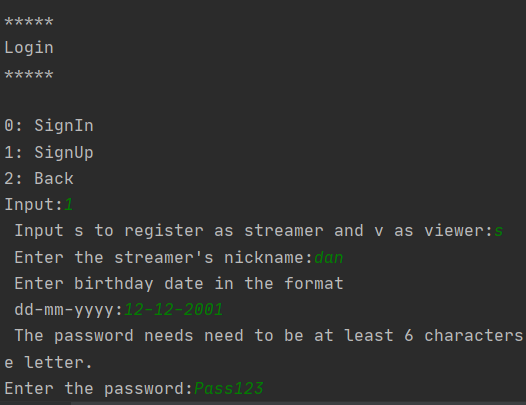 *****
Login
*****
0: SignIn
1: SignUp
2: Back
Input:1
Input s to register as streamer and v as viewer:s
Enter the streamer's nickname:dan
Enter birthday date in the format
dd-mm-yyyy:12-12-2001
The password needs need to be at least 6 characters
e letter.
Enter the password:Pass123